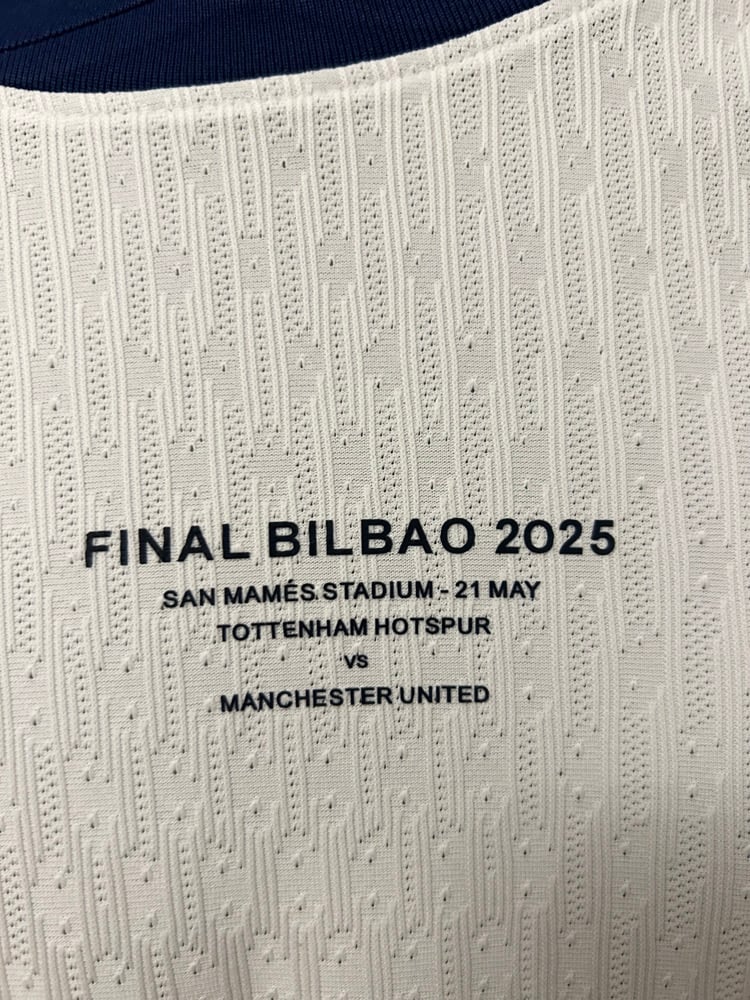 FINAL BILBAO 2025
SAN MAMÉS STADIUM - 21 MAY
TOTTENHAM HOTSPUR
VS
MANCHESTER UNITED